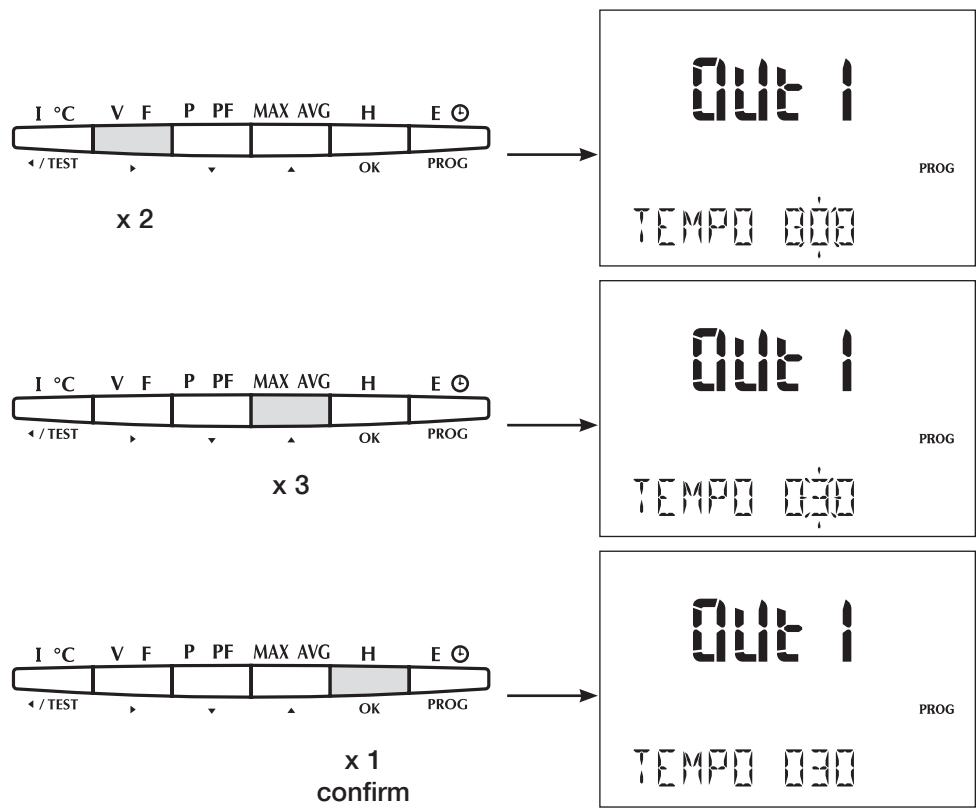 I °C V F P PF MAX AVG H E
◂ / TEST ▸ ▾ ▴ OK PROG
x 2
Out 1
PROG
TEMPO 000
I °C V F P PF MAX AVG H E
◂ / TEST ▸ ▾ ▴ OK PROG
x 3
Out 1
PROG
TEMPO 030
I °C V F P PF MAX AVG H E
◂ / TEST ▸ ▾ ▴ OK PROG
x 1
confirm
Out 1
PROG
TEMPO 030